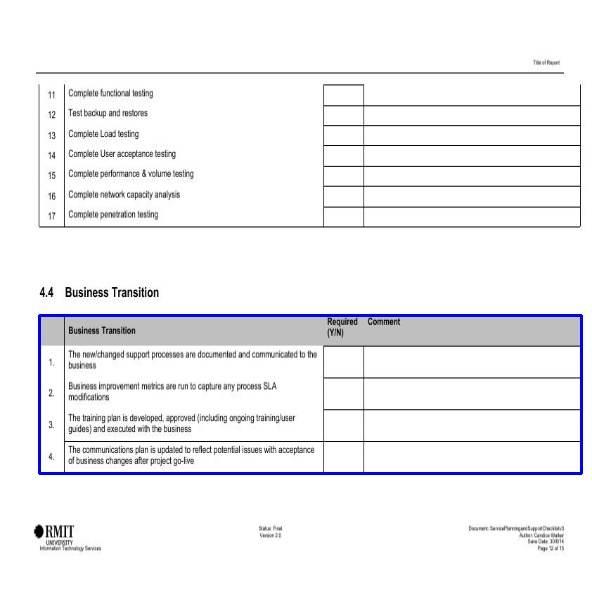 Title of Report
11 Complete functional testing
12 Test backup and restores
13 Complete Load testing
14 Complete User acceptance testing
15 Complete performance & volume testing
16 Complete network capacity analysis
17 Complete penetration testing
4.4 Business Transition
Business Transition Required (Y/N) Comment
1. The new/changed support processes are documented and communicated to the
business
2. Business improvement metrics are run to capture any process SLA
modifications
3. The training plan is developed, approved (including ongoing training/user
guides) and executed with the business
4. The communications plan is updated to reflect potential issues with acceptance
of business changes after project go-live
RMIT
UNIVERSITY
Information Technology Services
Status: Final
Version 2.0
Document: ServicePlanningandSupportChecklistv3
Author: Candice Walker
Save Date: 30/6/14
Page 12 of 15